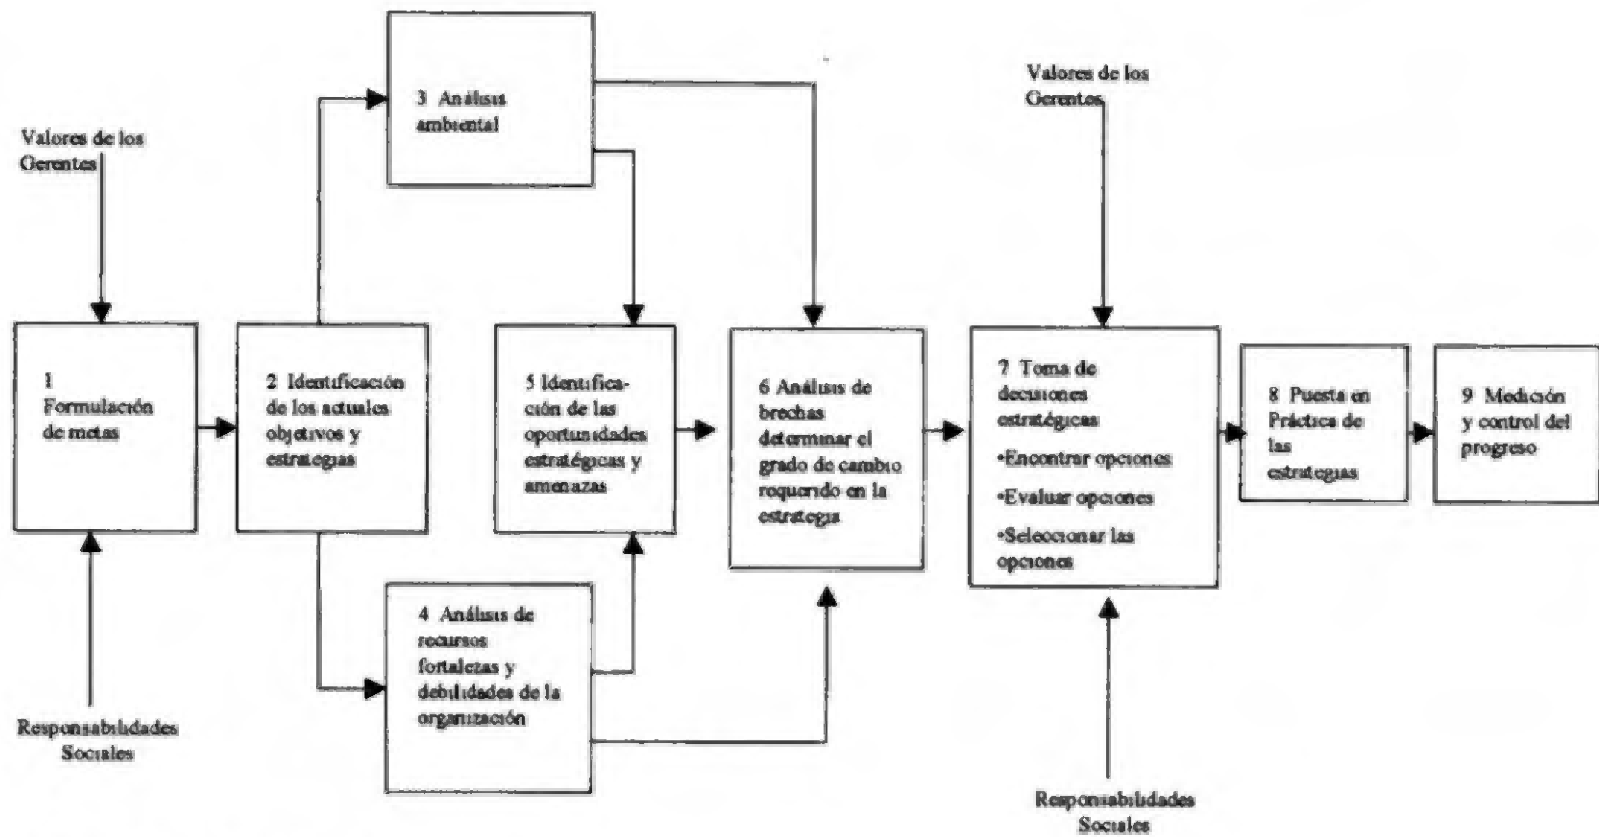 Valores de los
Gerentes
1
Formulación
de metas
Responsabilidades
Sociales
2 Identificación
de los actuales
objetivos y
estrategias
3 Análisis
ambiental
4 Análisis de
recursos
fortalezas y
debilidades de la
organización
5 Identifica-
ción de las
oportunidades
estratégicas y
amenazas
6 Análisis de
brechas
determinar el
grado de cambio
requerido en la
estrategia
Valores de los
Gerentes
7 Toma de
decisiones
estratégicas
•Encontrar opciones
•Evaluar opciones
•Seleccionar las
opciones
Responsabilidades
Sociales
8 Puesta en
Práctica de
las
estrategias
9 Medición
y control del
progreso